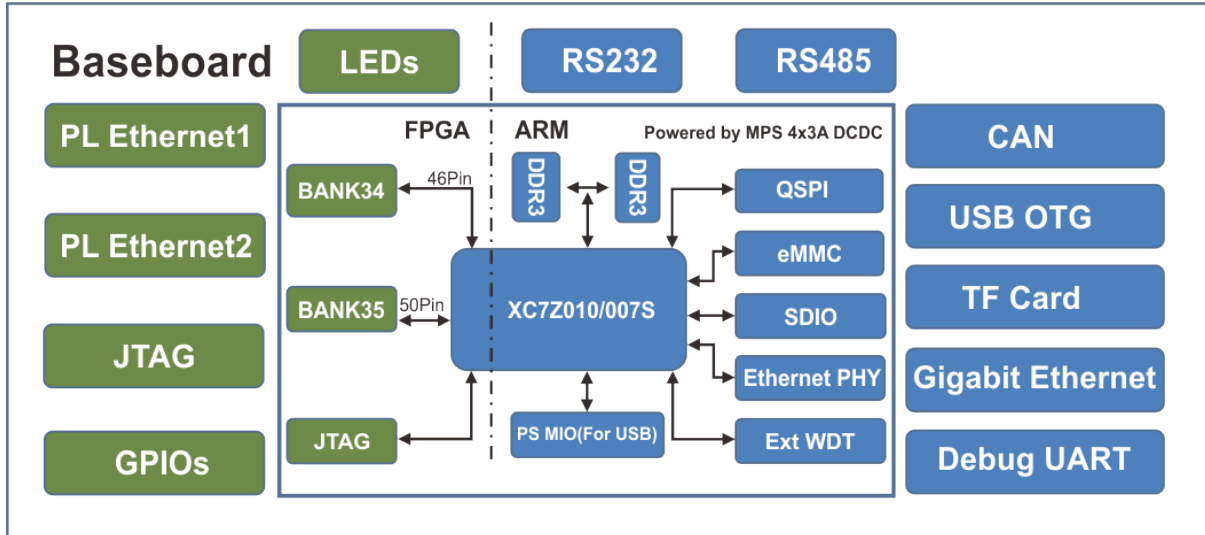 Baseboard
LEDs
RS232
RS485
PL Ethernet1
PL Ethernet2
JTAG
GPIOs
FPGA
ARM
Powered by MPS 4x3A DCDC
BANK34
46Pin
DDR3
DDR3
QSPI
eMMC
BANK35
50Pin
XC7Z010/007S
SDIO
Ethernet PHY
JTAG
PS MIO(For USB)
Ext WDT
CAN
USB OTG
TF Card
Gigabit Ethernet
Debug UART